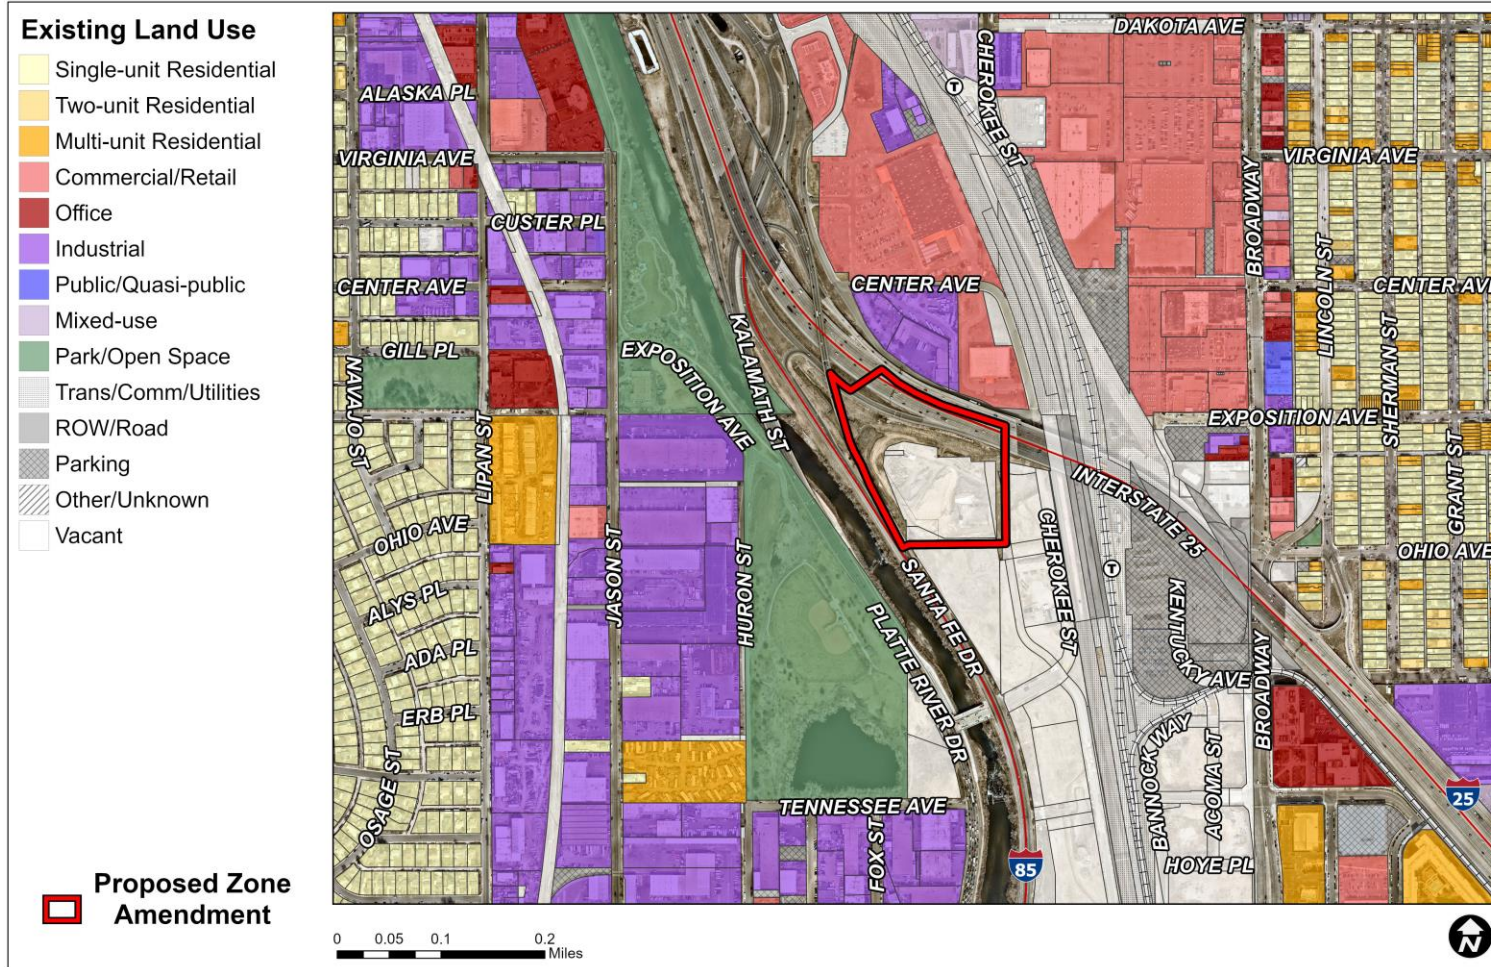 Existing Land Use
Single-unit Residential
Two-unit Residential
Multi-unit Residential
Commercial/Retail
Office
Industrial
Public/Quasi-public
Mixed-use
Park/Open Space
Trans/Comm/Utilities
ROW/Road
Parking
Other/Unknown
Vacant
Proposed Zone
Amendment
DAKOTA AVE
CHEROKEE ST
T
ALASKA PL
VIRGINIA AVE
VIRGINIA AVE
BROADWAY
CUSTER PL
LINCOLN ST
CENTER AVE
CENTER AVE
CENTER AVE
KALAMATH ST
SHERMAN ST
GILL PL
EXPOSITION AVE
NAVAJO ST
LIPAN ST
EXPOSITION AVE
GRANT ST
INTERSTATE 25
OHIO AVE
OHIO AVE
JASON ST
HURON ST
CHEROKEE ST
T
SANTA FE DR
KENTUCKY AVE
ALYS PL
PLATTE RIVER DR
ADA PL
BROADWAY
ERB PL
BANNOCK WAY
ACOMA ST
OSAGE ST
TENNESSEE AVE
25
FOX ST
HOYE PL
85
0 0.05 0.1 0.2
Miles
N